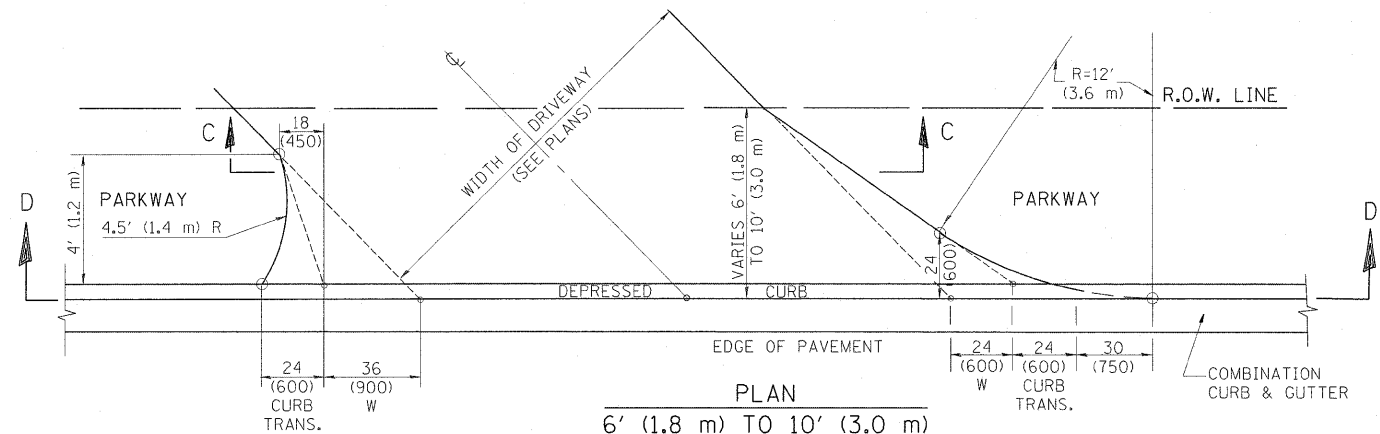 ℄
WIDTH OF DRIVEWAY
(SEE PLANS)
R=12'
(3.6 m)
R.O.W. LINE
C
18
(450)
C
D
4' (1.2 m)
PARKWAY
4.5' (1.4 m) R
VARIES 6' (1.8 m)
TO 10' (3.0 m)
PARKWAY
D
24
(600)
DEPRESSED CURB
EDGE OF PAVEMENT
24
(600)
CURB
TRANS.
36
(900)
W
24
(600)
W
24
(600)
CURB
TRANS.
30
(750)
COMBINATION
CURB & GUTTER
PLAN
6' (1.8 m) TO 10' (3.0 m)